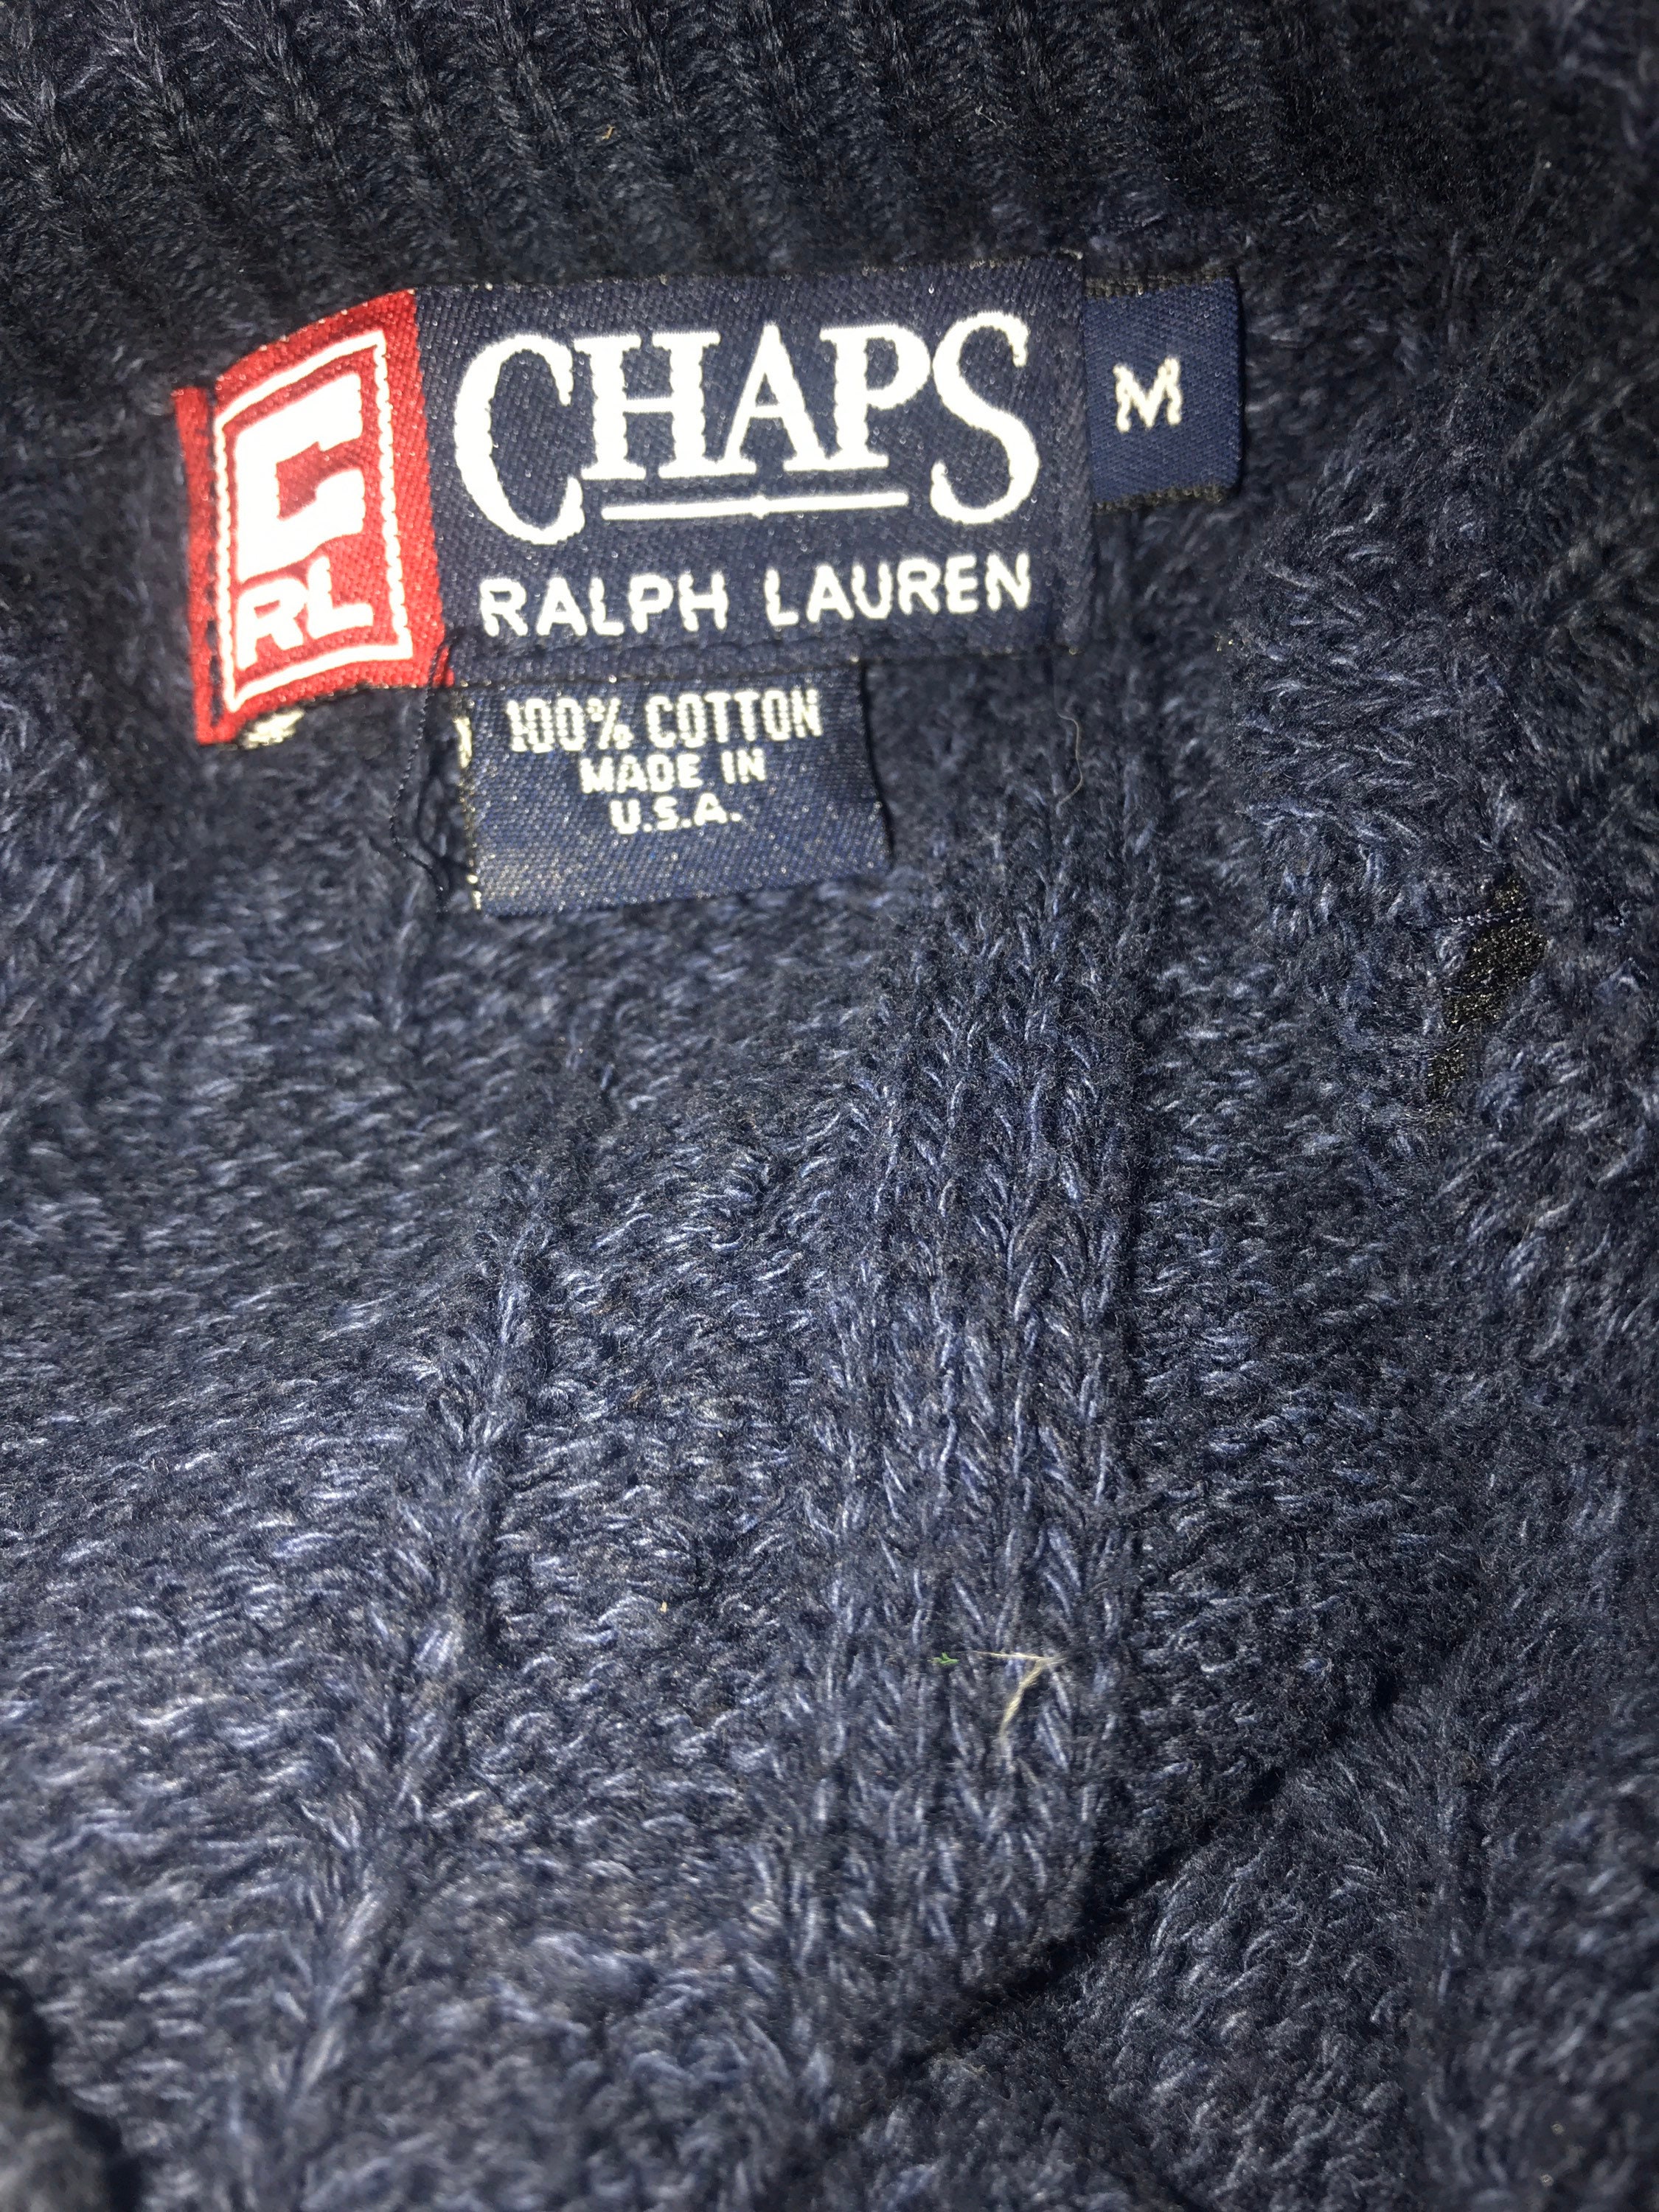 C
RL
CHAPS
RALPH LAUREN
M
100% COTTON
MADE IN
U.S.A.